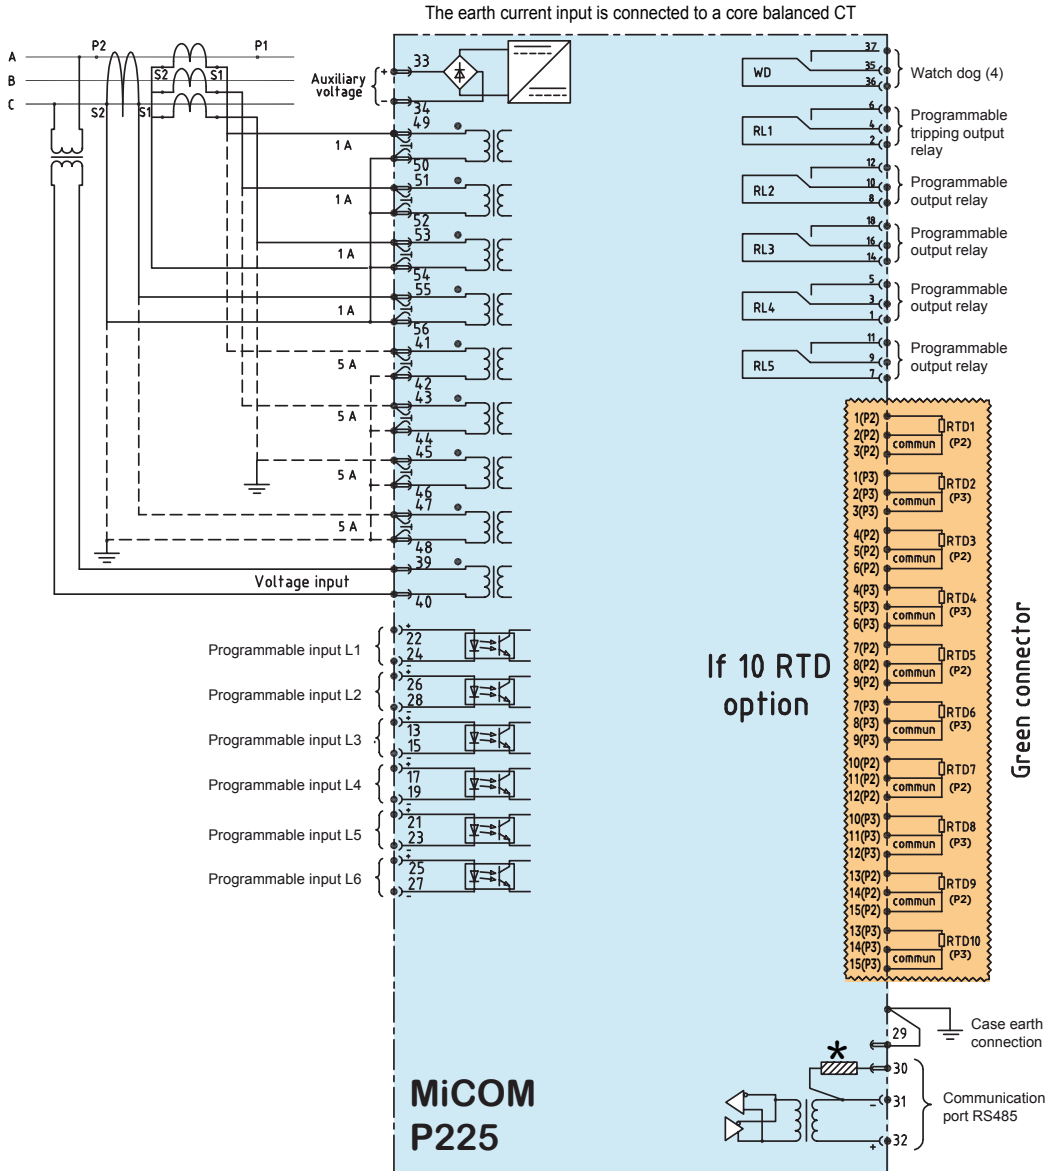 The earth current input is connected to a core balanced CT
A
P2
P1
B
S2
S1
C
S2
S1
Auxiliary
voltage
+
-
33
34
49
1 A
50
51
1 A
52
53
1 A
54
55
1 A
56
41
5 A
42
43
5 A
44
45
5 A
46
47
5 A
48
39
Voltage input
40
Programmable input L1
+
22
24
-
Programmable input L2
+
26
28
-
Programmable input L3
+
13
15
-
Programmable input L4
+
17
19
-
Programmable input L5
+
21
23
-
Programmable input L6
+
25
27
-
WD
37
35
36
Watch dog (4)
RL1
6
4
2
Programmable
tripping output
relay
RL2
12
10
8
Programmable
output relay
RL3
18
16
14
Programmable
output relay
RL4
5
3
1
Programmable
output relay
RL5
11
9
7
Programmable
output relay
If 10 RTD
option
1(P2)
2(P2)
3(P2)
commun
RTD1
(P2)
1(P3)
2(P3)
3(P3)
commun
RTD2
(P3)
4(P2)
5(P2)
6(P2)
commun
RTD3
(P2)
4(P3)
5(P3)
6(P3)
commun
RTD4
(P3)
7(P2)
8(P2)
9(P2)
commun
RTD5
(P2)
7(P3)
8(P3)
9(P3)
commun
RTD6
(P3)
10(P2)
11(P2)
12(P2)
commun
RTD7
(P2)
10(P3)
11(P3)
12(P3)
commun
RTD8
(P3)
13(P2)
14(P2)
15(P2)
commun
RTD9
(P2)
13(P3)
14(P3)
15(P3)
commun
RTD10
(P3)
Green connector
29
Case earth
connection
*
30
- 31
+ 32
Communication
port RS485
MiCOM
P225